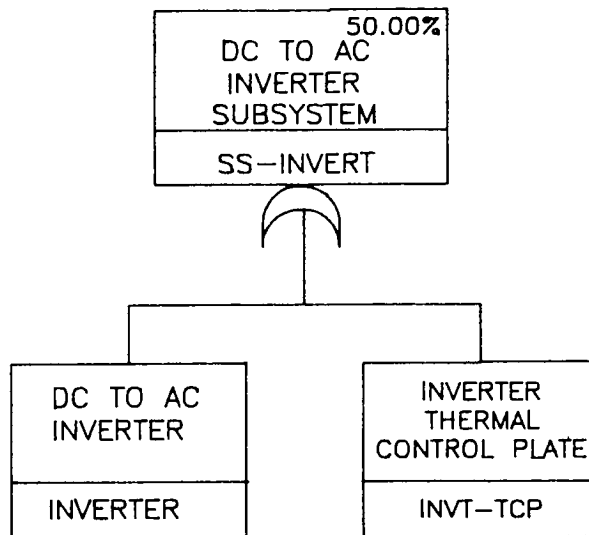 50.00%
DC TO AC
INVERTER
SUBSYSTEM
SS-INVERT
DC TO AC
INVERTER
INVERTER
INVERTER
THERMAL
CONTROL PLATE
INVT-TCP